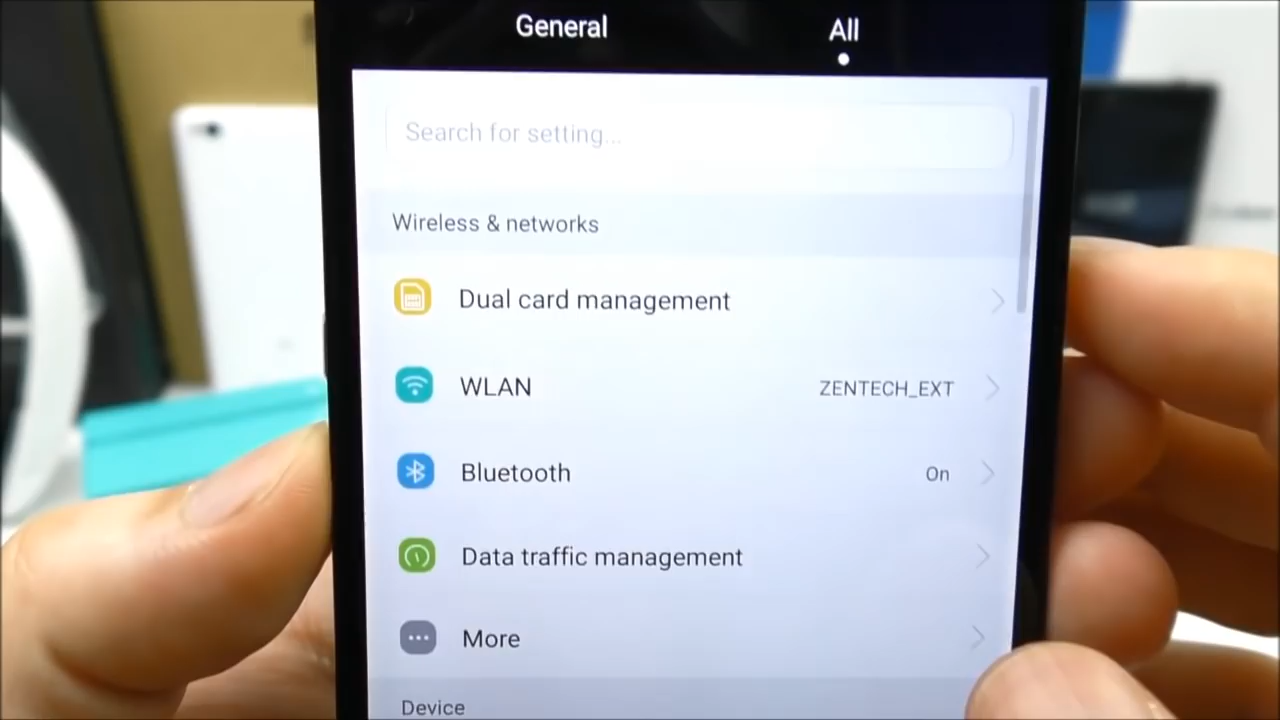 General
All
Search for setting...
Wireless & networks
Dual card management
WLAN
ZENTECH_EXT
Bluetooth
On
Data traffic management
More
Device